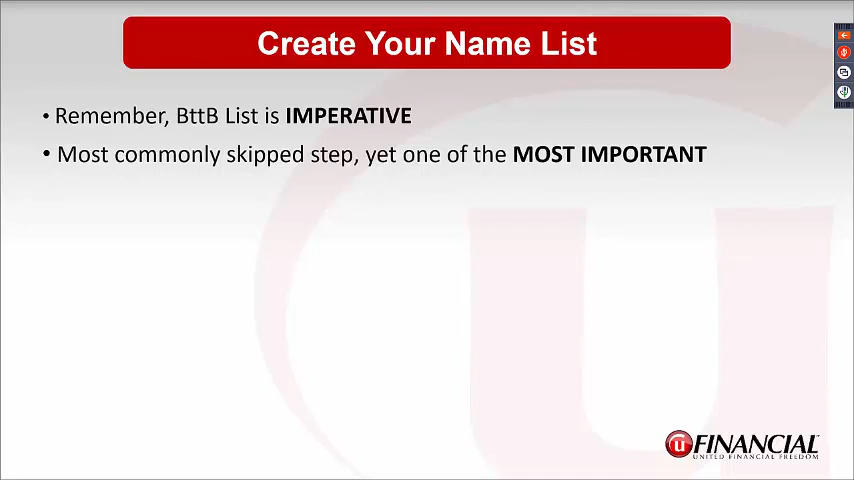 Create Your Name List
• Remember, BttB List is IMPERATIVE
• Most commonly skipped step, yet one of the MOST IMPORTANT
u FINANCIAL
UNITED FINANCIAL FREEDOM